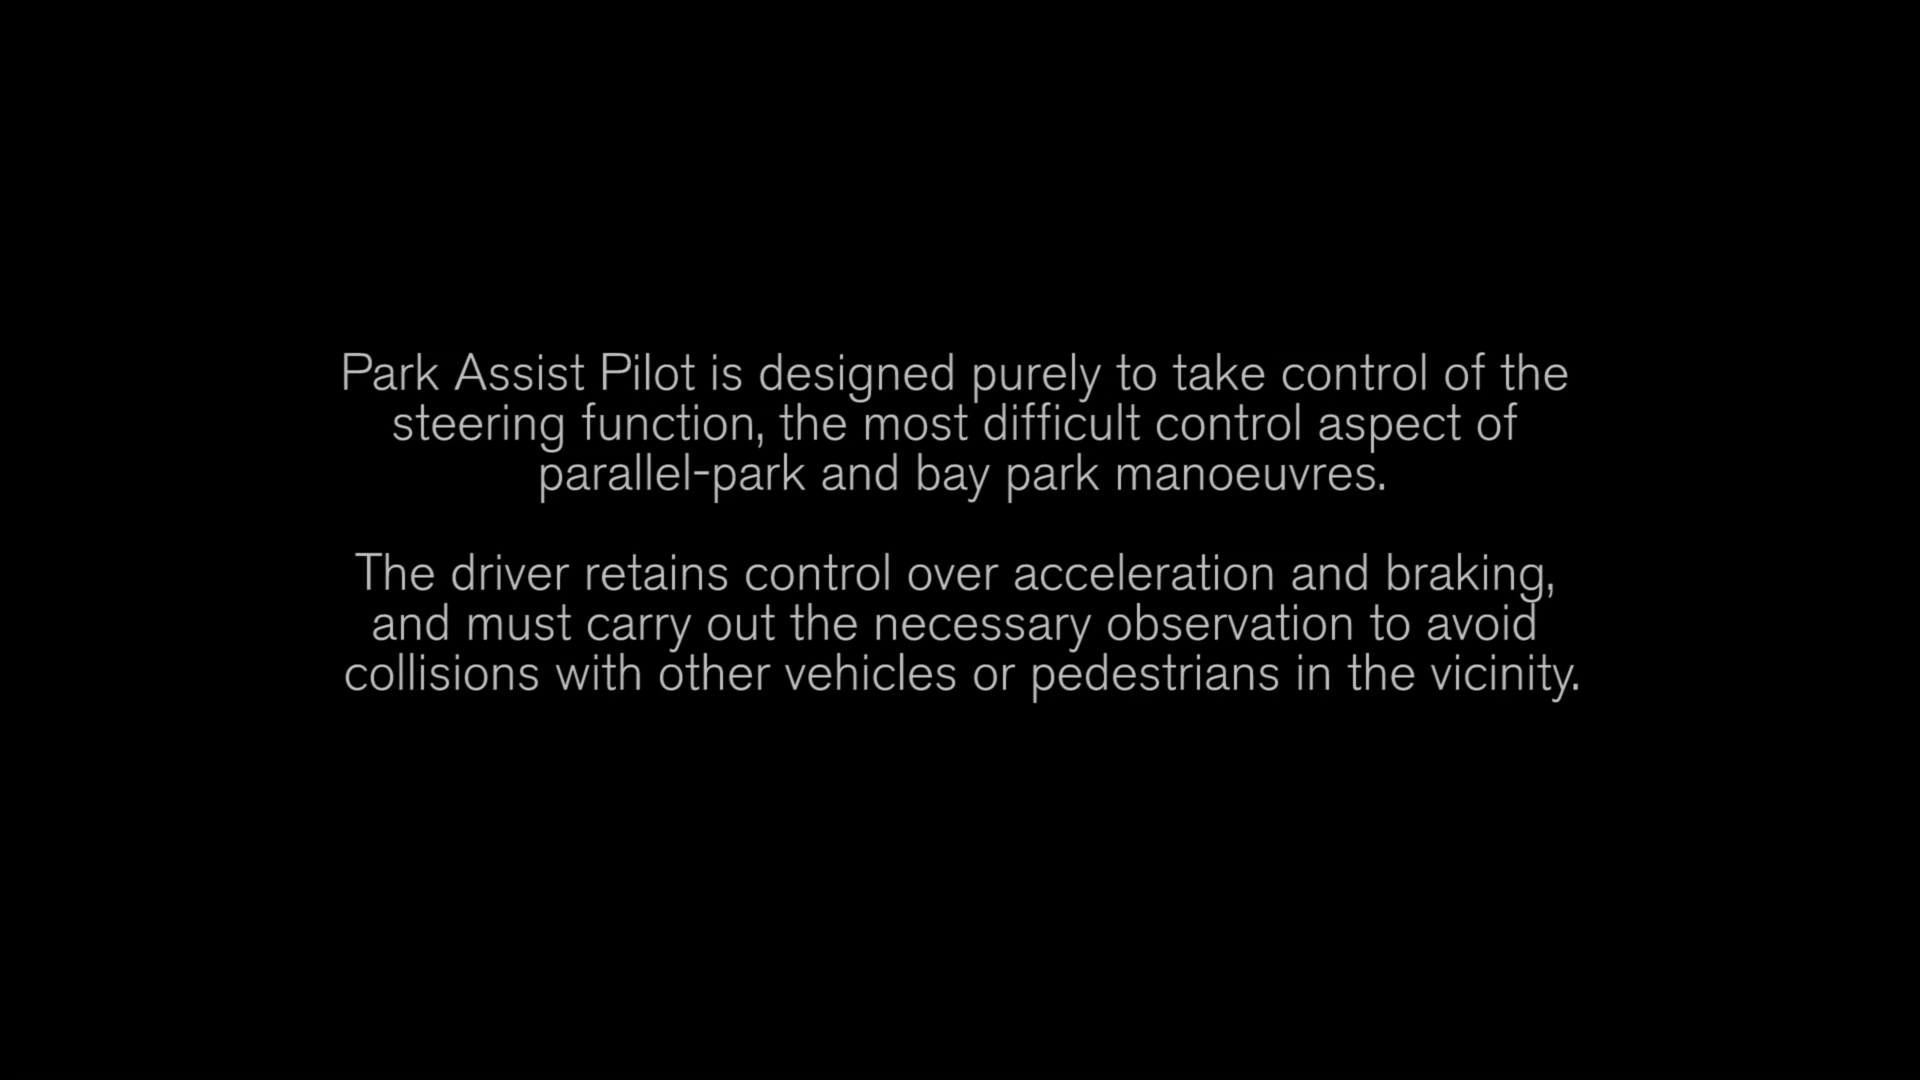 Park Assist Pilot is designed purely to take control of the
steering function, the most difficult control aspect of
parallel-park and bay park manoeuvres.
The driver retains control over acceleration and braking,
and must carry out the necessary observation to avoid
collisions with other vehicles or pedestrians in the vicinity.